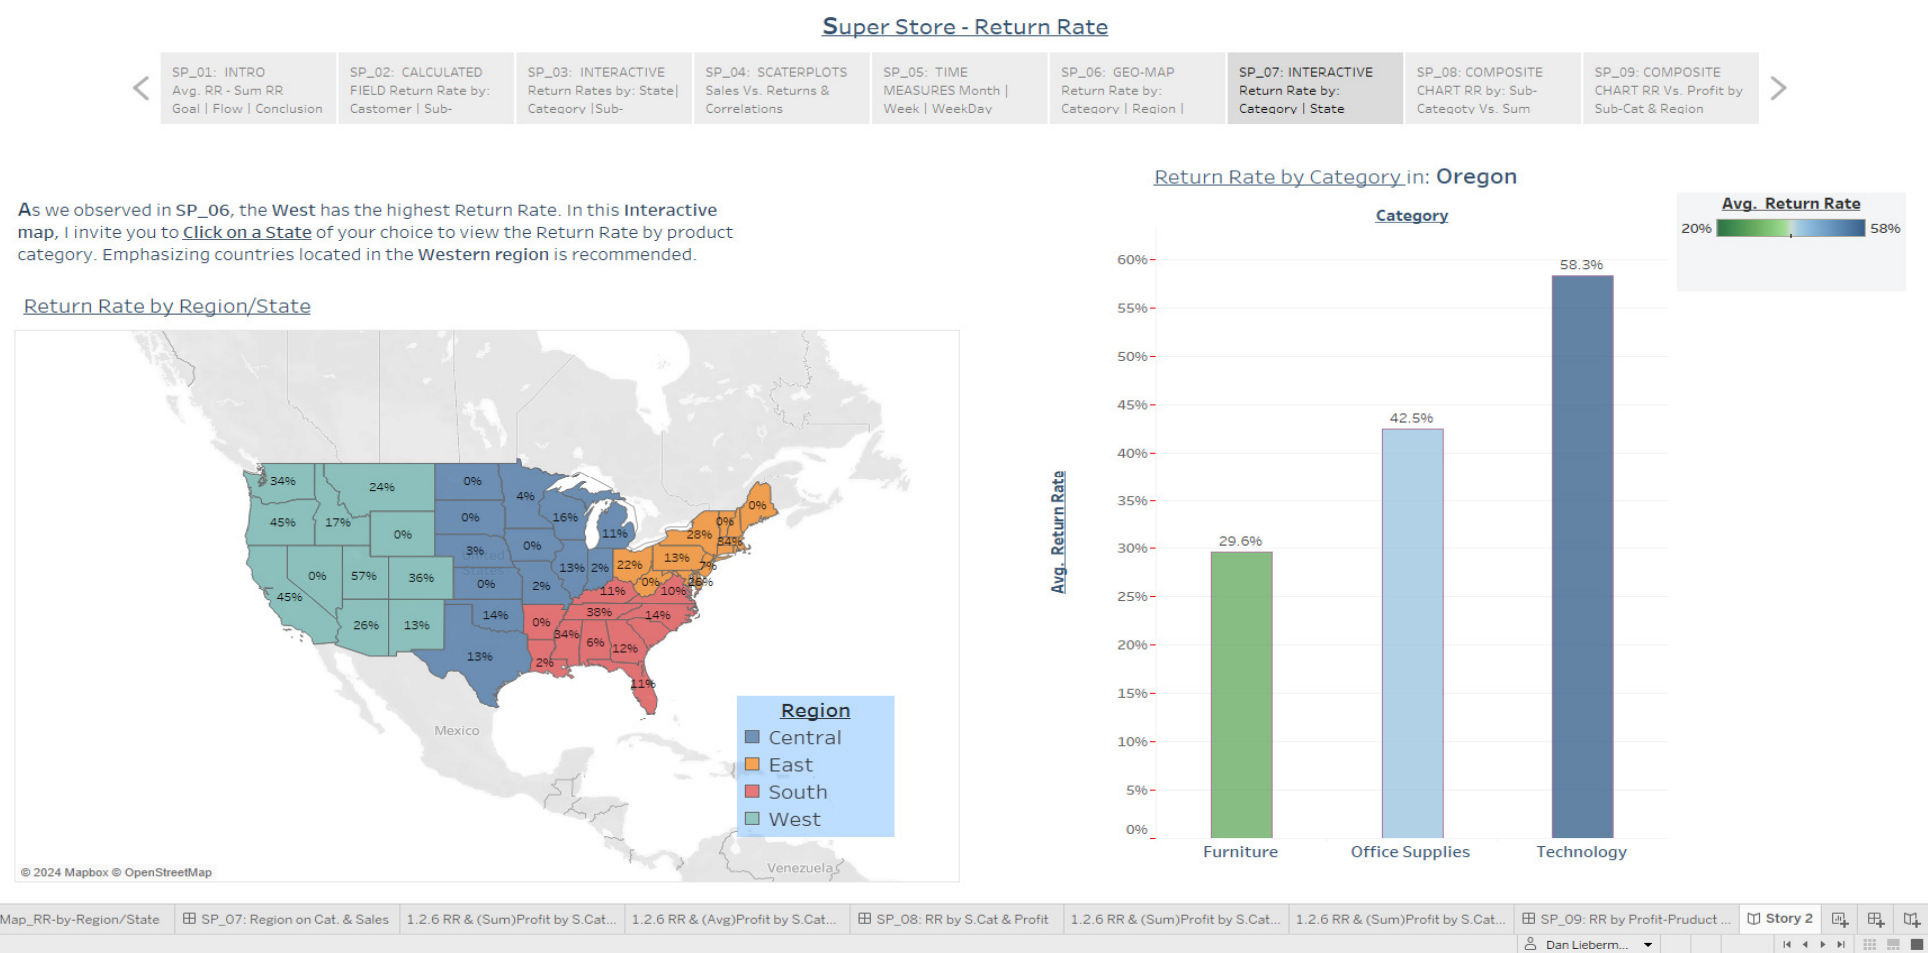 Super Store - Return Rate
SP_01: INTRO
Avg. RR - Sum RR
Goal | Flow | Conclusion
SP_02: CALCULATED
FIELD Return Rate by:
Castomer | Sub-
SP_03: INTERACTIVE
Return Rates by: State|
Category |Sub-
SP_04: SCATERPLOTS
Sales Vs. Returns &
Correlations
SP_05: TIME
MEASURES Month |
Week | WeekDay
SP_06: GEO-MAP
Return Rate by:
Category | Region |
SP_07: INTERACTIVE
Return Rate by:
Category | State
SP_08: COMPOSITE
CHART RR by: Sub-
Categoty Vs. Sum
SP_09: COMPOSITE
CHART RR Vs. Profit by
Sub-Cat & Region
As we observed in SP_06, the West has the highest Return Rate. In this Interactive
map, I invite you to Click on a State of your choice to view the Return Rate by product
category. Emphasizing countries located in the Western region is recommended.
Return Rate by Region/State
34%
24%
0%
4%
45%
17%
0%
0%
16%
11%
0%
0%
28%
34%
3%
0%
13%
0%
57%
36%
0%
2%
13%
2%
22%
0%
7%
26%
45%
11%
10%
26%
13%
14%
0%
38%
14%
13%
34%
6%
12%
2%
11%
United
States
Mexico
Venezuela
Region
Central
East
South
West
© 2024 Mapbox © OpenStreetMap
Return Rate by Category in: Oregon
Category
Avg. Return Rate
60%
55%
50%
45%
40%
35%
30%
25%
20%
15%
10%
5%
0%
29.6%
42.5%
58.3%
Furniture
Office Supplies
Technology
Avg. Return Rate
20%
58%
Map_RR-by-Region/State
SP_07: Region on Cat. & Sales
1.2.6 RR & (Sum)Profit by S.Cat...
1.2.6 RR & (Avg)Profit by S.Cat...
SP_08: RR by S.Cat & Profit
1.2.6 RR & (Sum)Profit by S.Cat...
1.2.6 RR & (Sum)Profit by S.Cat...
SP_09: RR by Profit-Pruduct ...
Story 2
Dan Lieberm...